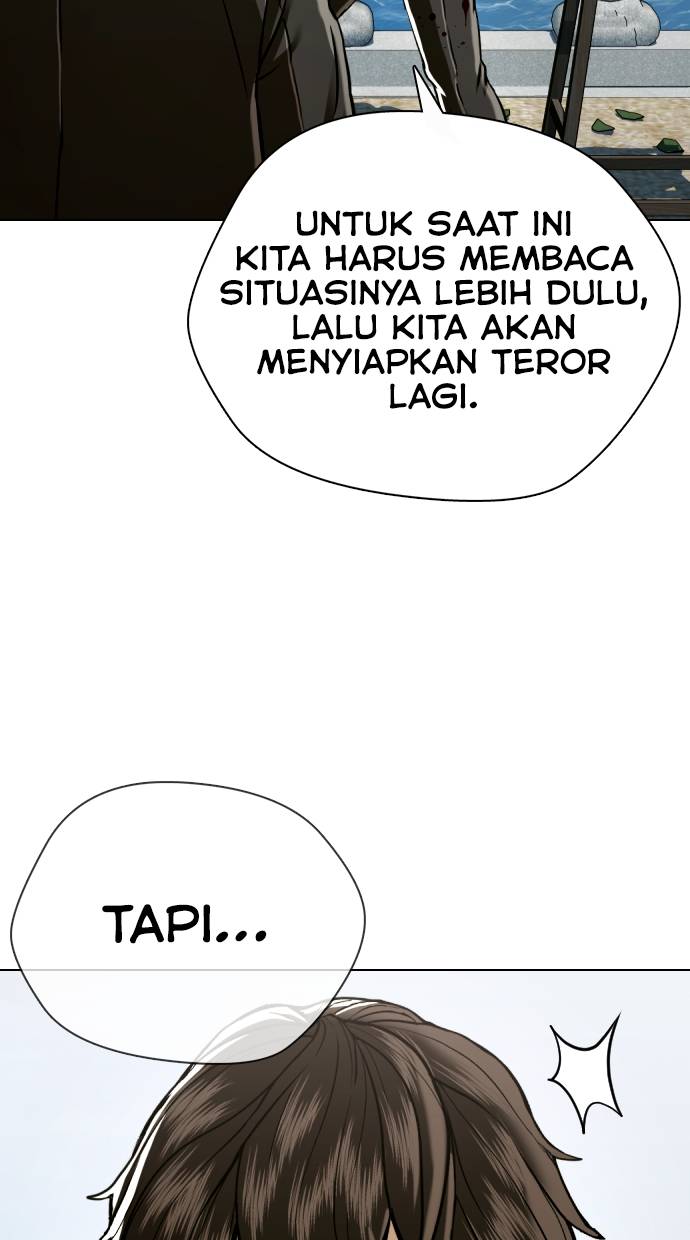 UNTUK SAAT INI
KITA HARUS MEMBACA
SITUASINYA LEBIH DULU,
LALU KITA AKAN
MENYIAPKAN TEROR
LAGI.
TAPI...